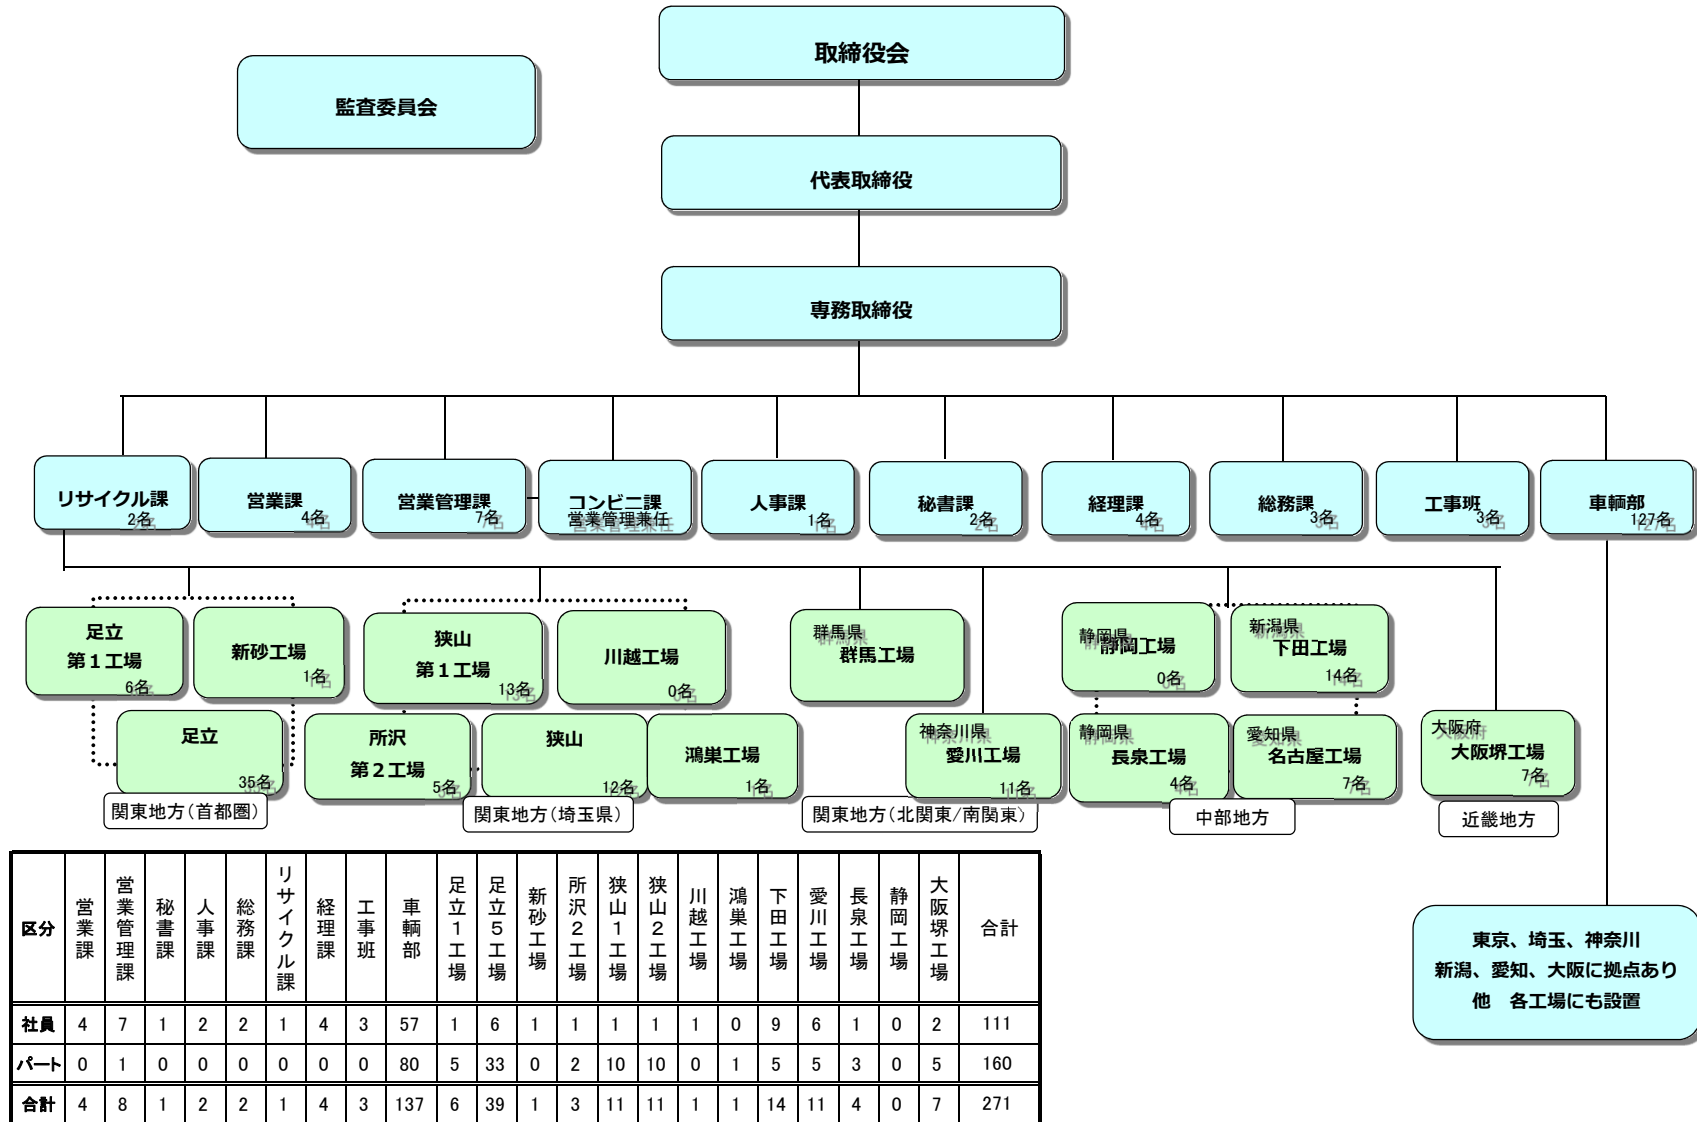 取締役会
監査委員会
代表取締役
専務取締役
リサイクル課
2名
営業課
4名
営業管理課
7名
コンビニ課
営業管理兼任
人事課
1名
秘書課
2名
経理課
4名
総務課
3名
工事班
3名
車輌部
127名
足立
第1工場
6名
新砂工場
1名
足立
35名
関東地方(首都圏)
狭山
第1工場
13名
川越工場
0名
所沢
第2工場
5名
狭山
12名
鴻巣工場
1名
関東地方(埼玉県)
群馬県
群馬工場
神奈川県
愛川工場
11名
関東地方(北関東/南関東)
静岡県
静岡工場
0名
新潟県
下田工場
14名
静岡県
長泉工場
4名
愛知県
名古屋工場
7名
中部地方
大阪府
大阪堺工場
7名
近畿地方
東京、埼玉、神奈川
新潟、愛知、大阪に拠点あり
他 各工場にも設置
区分 営業課 営業管理課 秘書課 人事課 総務課 リサイクル課 経理課 工事班 車輌部 足立1工場 足立5工場 新砂工場 所沢2工場 狭山1工場 狭山2工場 川越工場 鴻巣工場 下田工場 愛川工場 長泉工場 静岡工場 大阪堺工場 合計
社員 4 7 1 2 2 1 4 3 57 1 6 1 1 1 1 1 0 9 6 1 0 2 111
パート 0 1 0 0 0 0 0 0 80 5 33 0 2 10 10 0 1 5 5 3 0 5 160
合計 4 8 1 2 2 1 4 3 137 6 39 1 3 11 11 1 1 14 11 4 0 7 271